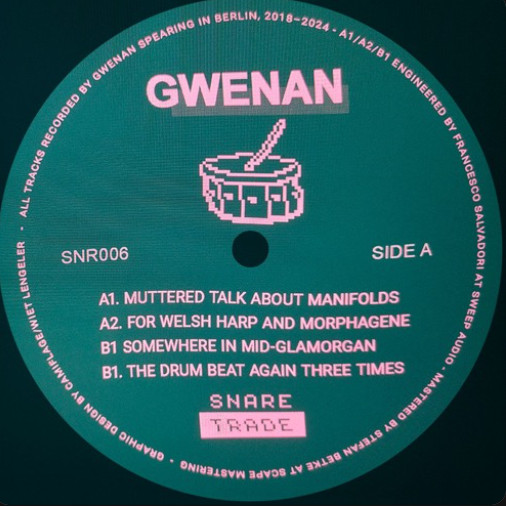 ALL TRACKS RECORDED BY GWENAN SPEARING IN BERLIN, 2018-2024 - A1/A2/B1 ENGINEERED BY FRANCESCO SALVADORI AT SWEEP AUDIO - MASTERED BY STEFAN BETKE AT SCAPE MASTERING - GRAPHIC DESIGN BY CAMIFLAGE/WIET LENGELER -
GWENAN
SNR006
SIDE A
A1. MUTTERED TALK ABOUT MANIFOLDS
A2. FOR WELSH HARP AND MORPHAGENE
B1 SOMEWHERE IN MID-GLAMORGAN
B1. THE DRUM BEAT AGAIN THREE TIMES
SNARE
TRADE